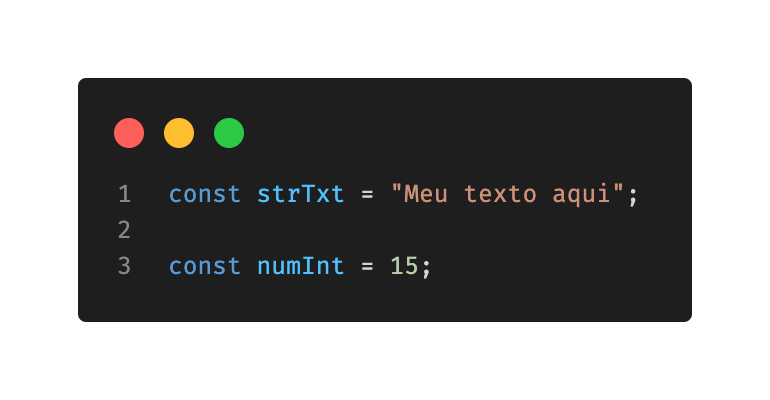 1 const strTxt = "Meu texto aqui";
2
3 const numInt = 15;